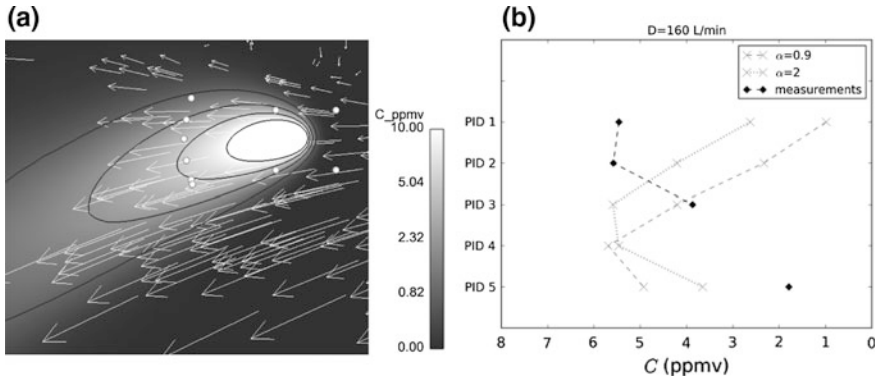 (a)
C_ppmv
10.00
5.04
2.32
0.82
0.00
(b)
D=160 L/min
α=0.9
α=2
measurements
PID 1
PID 2
PID 3
PID 4
PID 5
8 7 6 5 4 3 2 1 0
C (ppmv)